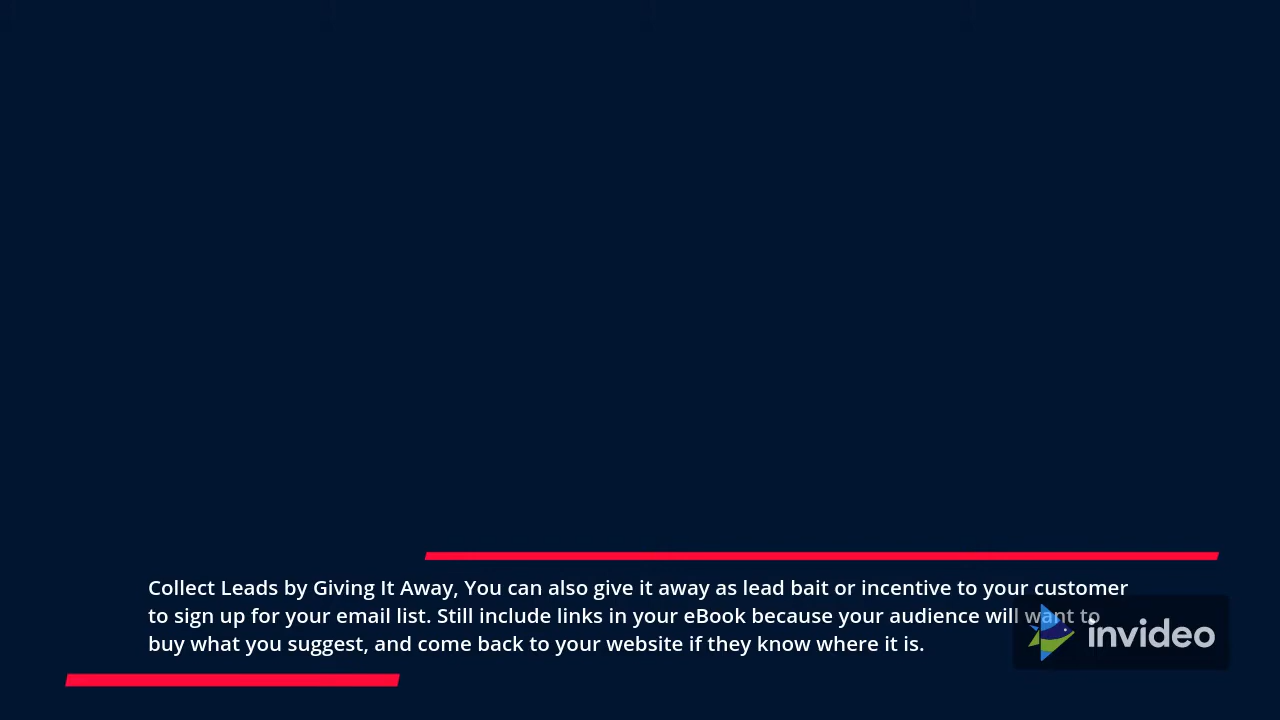 Collect Leads by Giving It Away, You can also give it away as lead bait or incentive to your customer
to sign up for your email list. Still include links in your eBook because your audience will want to
buy what you suggest, and come back to your website if they know where it is.
invideo